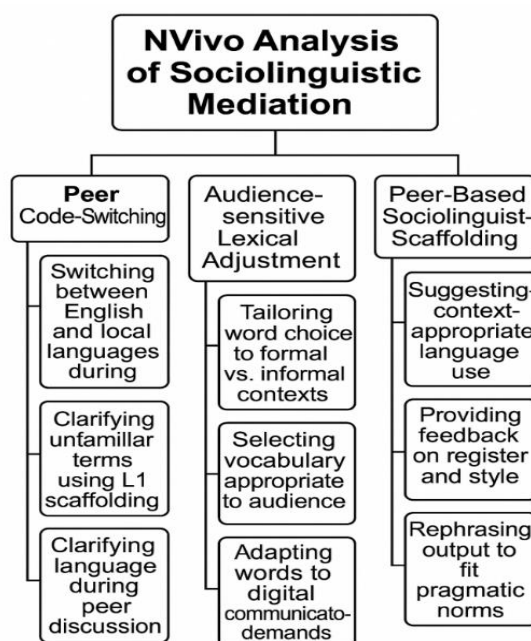 NVivo Analysis
of Sociolinguistic
Mediation
Peer
Code-Switching
Switching
between
English
and local
languages
during
Clarifying
unfamillar
terms
using L1
scaffolding
Clarifying
language
during
peer
discussion
Audience-
sensitive
Lexical
Adjustment
Tailoring
word choice
to formal
vs. informal
contexts
Selecting
vocabulary
appropriate
to audience
Adapting
words to
digital
communicato-
demands
Peer-Based
Sociolinguist-
Scaffolding
Suggesting-
context-
appropriate
language
use
Providing
feedback
on register
and style
Rephrasing
output to
fit
pragmatic
norms